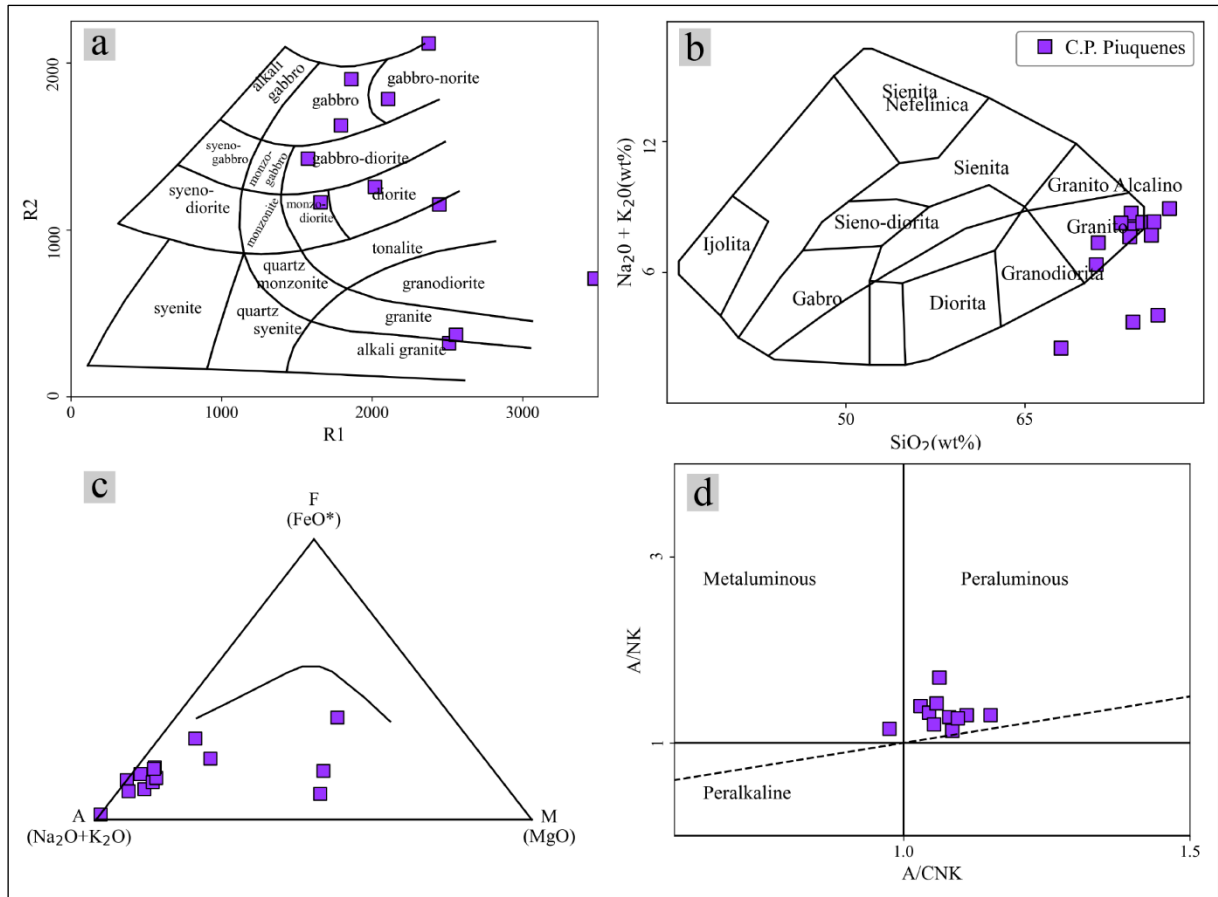 a
2000
1000
0
R2
alkali
gabbro
gabbro-norite
gabbro
syeno-
gabbro
monzo-
gabbro
gabbro-diorite
syeno-
diorite
monzonite
monzo-
diorite
diorite
tonalite
quartz
monzonite
granodiorite
syenite
quartz
syenite
granite
alkali granite
0
1000
2000
3000
R1
b
C.P. Piuquenes
12
6
Na₂0 + K₂0(wt%)
Sienita
Nefelinica
Sienita
Granito Alcalino
Ijolita
Sieno-diorita
Granito
Granodiorita
Gabro
Diorita
50
65
SiO₂(wt%)
c
F
(FeO*)
A
(Na₂O+K₂O)
M
(MgO)
d
3
1
A/NK
Metaluminous
Peraluminous
Peralkaline
1.0
1.5
A/CNK